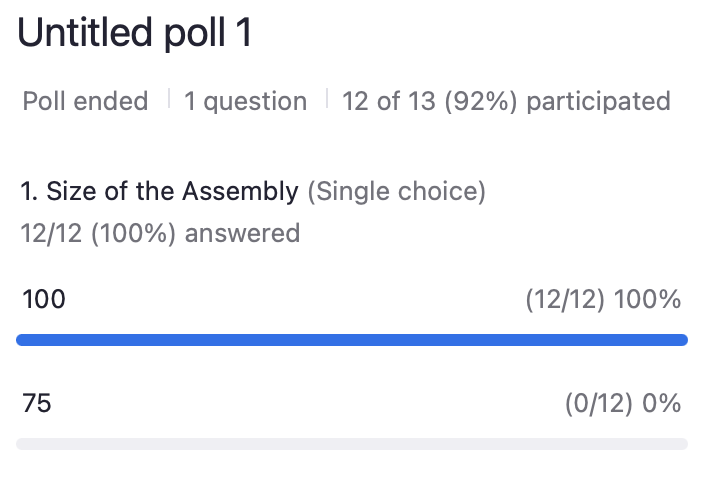 Untitled poll 1
Poll ended 1 question 12 of 13 (92%) participated
1. Size of the Assembly (Single choice)
12/12 (100%) answered
100 (12/12) 100%
75 (0/12) 0%